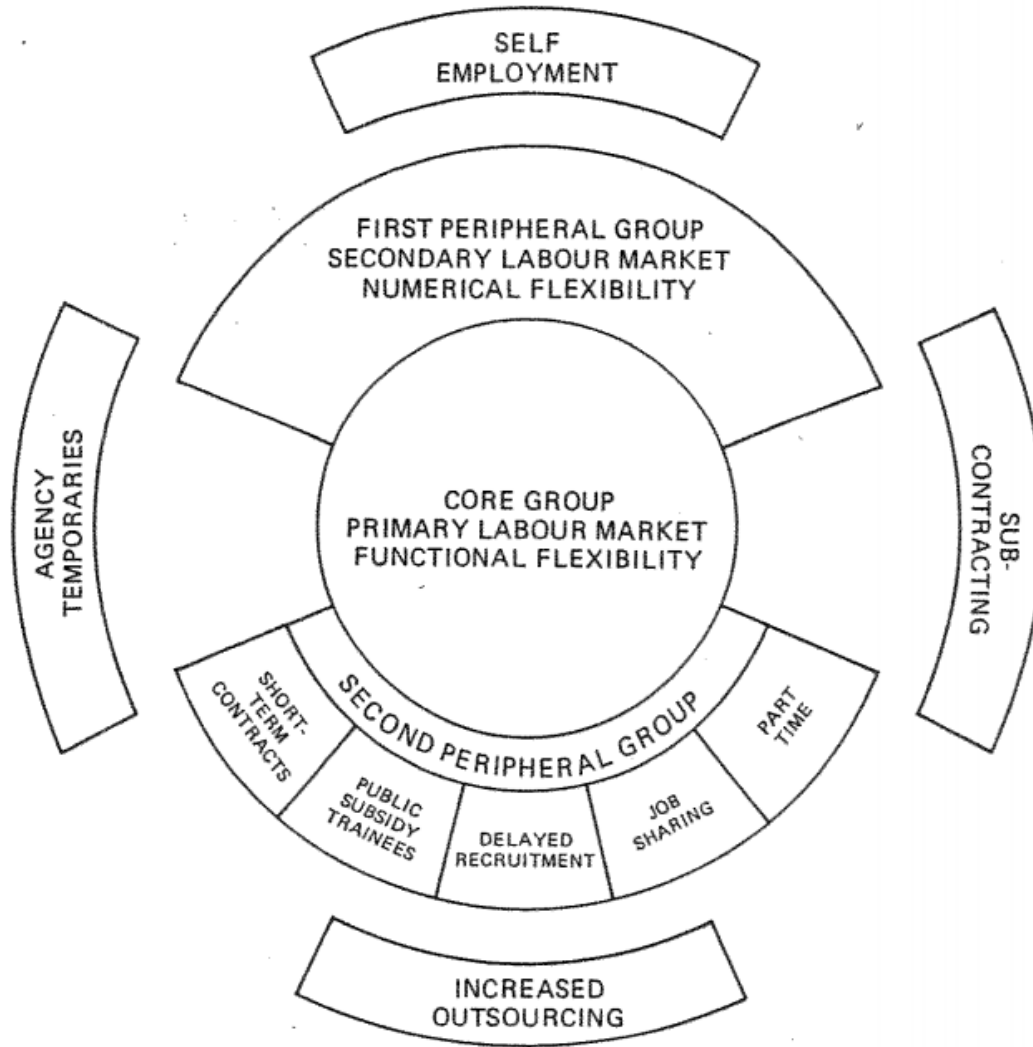 SELF
EMPLOYMENT
FIRST PERIPHERAL GROUP
SECONDARY LABOUR MARKET
NUMERICAL FLEXIBILITY
AGENCY
TEMPORARIES
CORE GROUP
PRIMARY LABOUR MARKET
FUNCTIONAL FLEXIBILITY
SUB-
CONTRACTING
SECOND PERIPHERAL GROUP
SHORT-
TERM
CONTRACTS
PUBLIC
SUBSIDY
TRAINEES
DELAYED
RECRUITMENT
JOB
SHARING
PART
TIME
INCREASED
OUTSOURCING